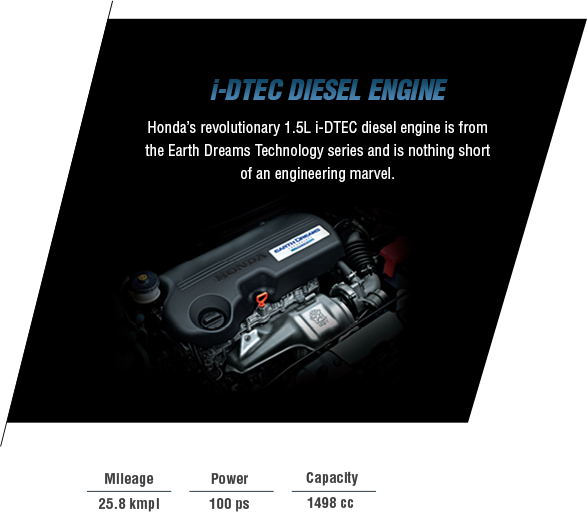 i-DTEC DIESEL ENGINE
Honda's revolutionary 1.5L i-DTEC diesel engine is from
the Earth Dreams Technology series and is nothing short
of an engineering marvel.
EARTH DREAMS
HONDA
Mileage Power Capacity
25.8 kmpl 100 ps 1498 cc